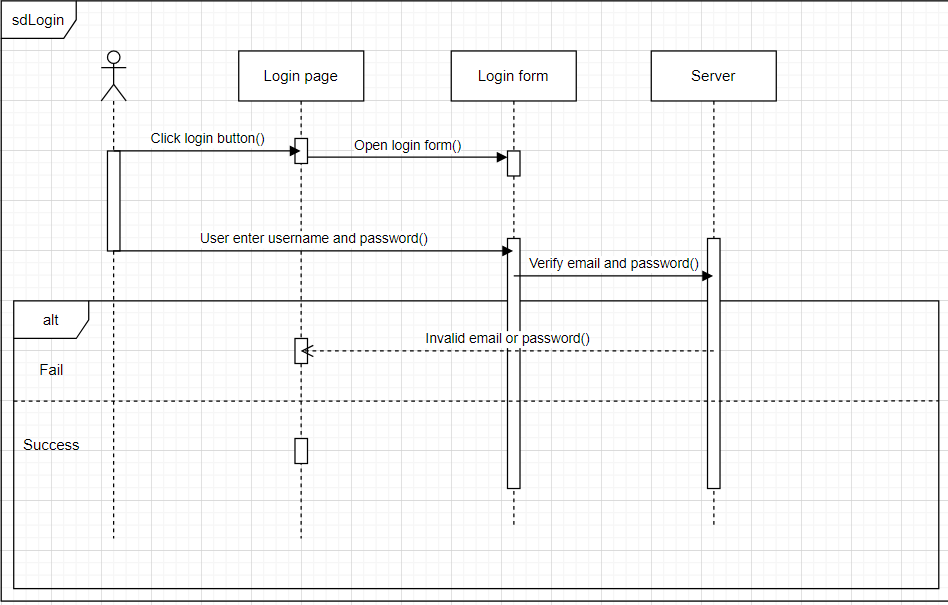 sdLogin
Login page
Login form
Server
Click login button()
Open login form()
User enter username and password()
Verify email and password()
alt
Invalid email or password()
Fail
Success